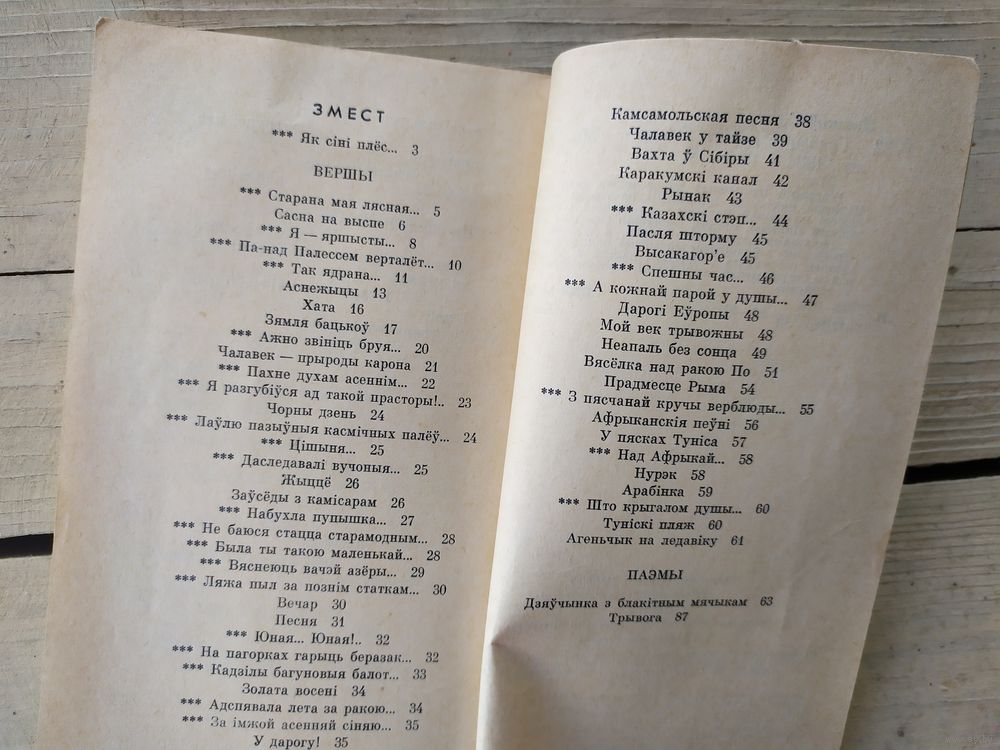 ЗМЕСТ
*** Як сіні плёс... 3
ВЕРШЫ
*** Старана мая лясная... 5
Сасна на выспе 6
*** Я — яршысты... 8
*** Па-над Палессем верталёт... 10
*** Так ядрана... 11
Аснежыцы 13
Хата 16
Зямля бацькоў 17
*** Ажно звініць бруя... 20
Чалавек — прыроды карона 21
*** Пахне духам асеннім... 22
*** Я разгубіўся ад такой прасторы!.. 23
Чорны дзень 24
*** Лаўлю пазыўныя касмічных палёў... 24
*** Цішыня... 25
*** Даследавалі вучоныя... 25
Жыццё 26
Заўсёды з камісарам 26
*** Набухла пупышка... 27
*** Не баюся стацца старамодным... 28
*** Была ты такою маленькай... 28
*** Вяснеюць вачэй азёры... 29
*** Ляжа пыл за познім статкам... 30
Вечар 30
Песня 31
*** Юная... Юная!.. 32
*** На пагорках гарыць беразак... 32
*** Кадзілы багуновыя балот... 33
Золата восені 34
*** Адспявала лета за ракою... 34
*** За імжой асенняй сіняю... 35
У дарогу! 35
Камсамольская песня 38
Чалавек у тайзе 39
Вахта ў Сібіры 41
Каракумскі канал 42
Рынак 43
*** Казахскі стэп... 44
Пасля шторму 45
Высакагор'е 45
*** Спешны час... 46
*** А кожнай парой у душы... 47
Дарогі Еўропы 48
Мой век трывожны 48
Неапаль без сонца 49
Вясёлка над ракою По 51
Прадмесце Рыма 54
*** З пясчанай кручы верблюды... 55
Афрыканскія пеўні 56
У пясках Туніса 57
*** Над Афрыкай... 58
Нурэк 58
Арабінка 59
*** Што крыгалом душы... 60
Туніскі пляж 60
Агеньчык на ледавіку 61
ПАЭМЫ
Дзяўчынка з блакітным мячыкам 63
Трывога 87